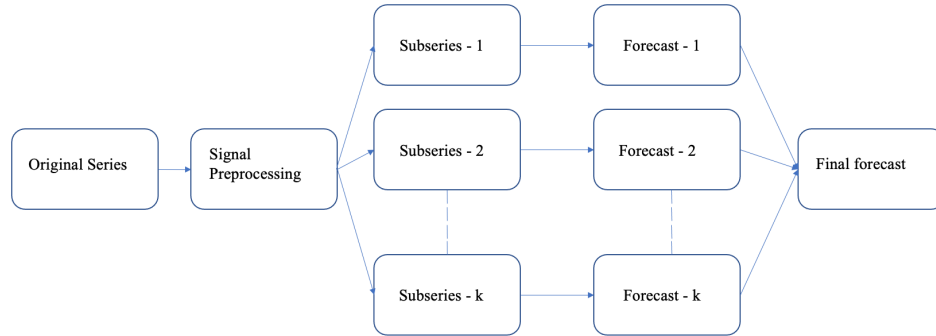 Original Series
Signal
Preprocessing
Subseries - 1
Subseries - 2
Subseries - k
Forecast - 1
Forecast - 2
Forecast - k
Final forecast